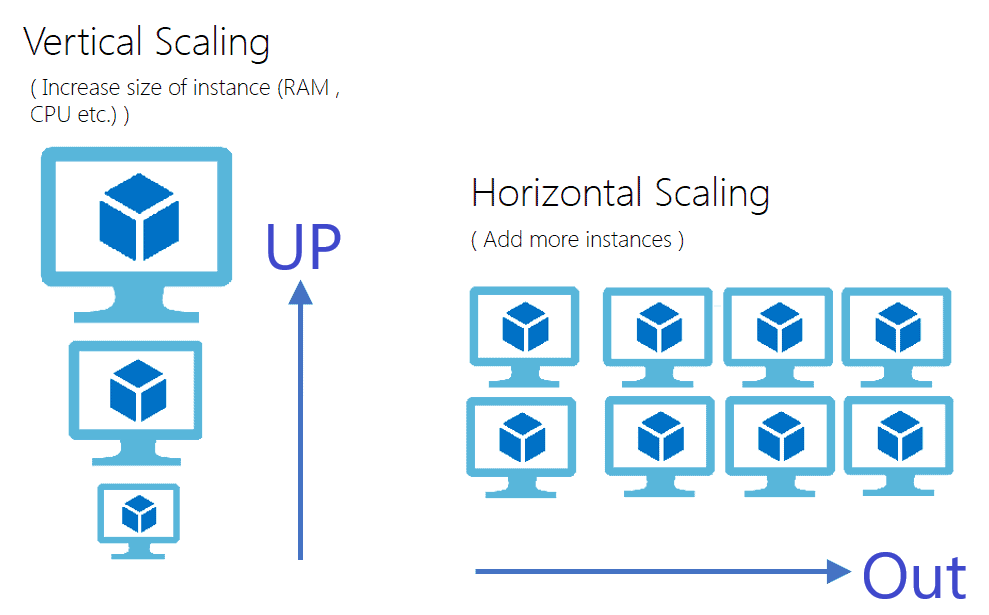 Vertical Scaling
( Increase size of instance (RAM ,
CPU etc.) )
UP
Horizontal Scaling
( Add more instances )
Out